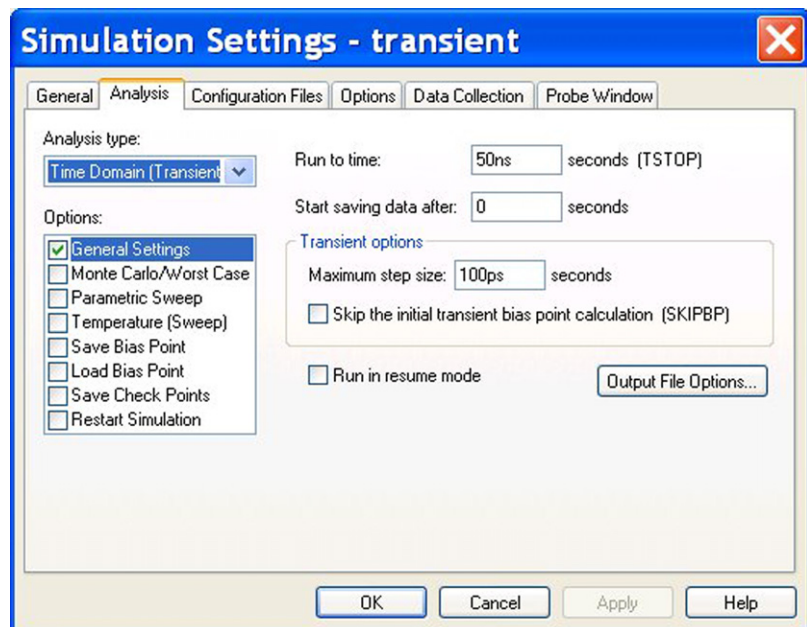 Simulation Settings - transient
General Analysis Configuration Files Options Data Collection Probe Window
Analysis type:
Time Domain (Transient
Options:
General Settings
Monte Carlo/Worst Case
Parametric Sweep
Temperature (Sweep)
Save Bias Point
Load Bias Point
Save Check Points
Restart Simulation
Run to time: 50ns seconds (TSTOP)
Start saving data after: 0 seconds
Transient options
Maximum step size: 100ps seconds
Skip the initial transient bias point calculation (SKIPBP)
Run in resume mode
Output File Options...
OK Cancel Apply Help